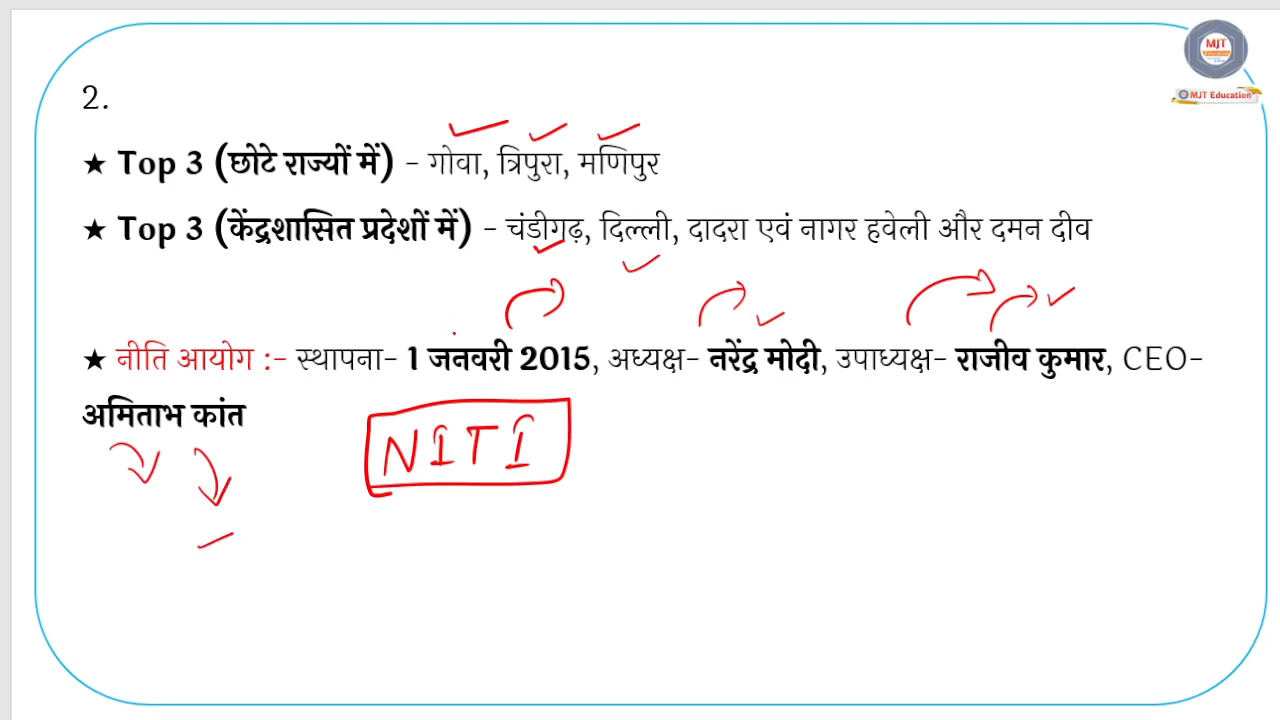 MJT
Education
MJT Education
2.
★ Top 3 (छोटे राज्यों में) - गोवा, त्रिपुरा, मणिपुर
★ Top 3 (केंद्रशासित प्रदेशों में) - चंडीगढ़, दिल्ली, दादरा एवं नागर हवेली और दमन दीव
★ नीति आयोग :- स्थापना- 1 जनवरी 2015, अध्यक्ष- नरेंद्र मोदी, उपाध्यक्ष- राजीव कुमार, CEO-
अमिताभ कांत
NITI